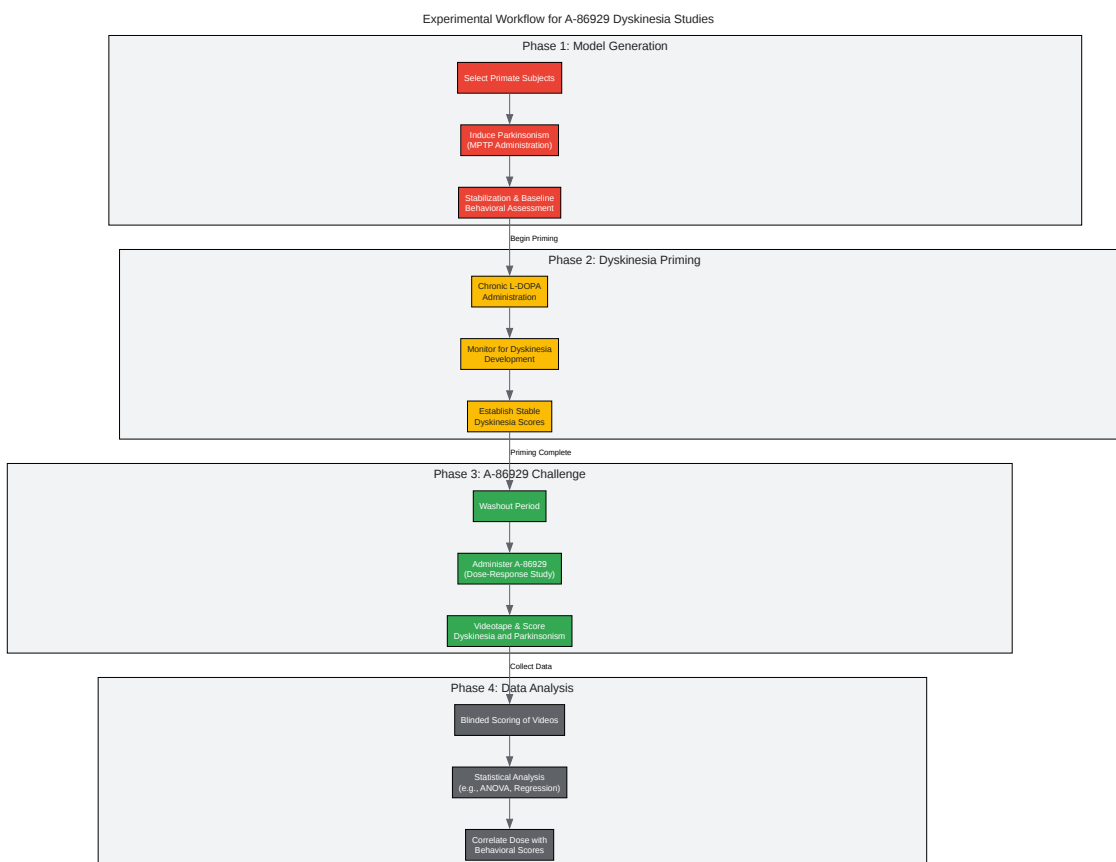 Experimental Workflow for A-86929 Dyskinesia Studies
Phase 1: Model Generation
Select Primate Subjects
Induce Parkinsonism
(MPTP Administration)
Stabilization & Baseline
Behavioral Assessment
Begin Priming
Phase 2: Dyskinesia Priming
Chronic L-DOPA
Administration
Monitor for Dyskinesia
Development
Establish Stable
Dyskinesia Scores
Priming Complete
Phase 3: A-86929 Challenge
Washout Period
Administer A-86929
(Dose-Response Study)
Videotape & Score
Dyskinesia and Parkinsonism
Collect Data
Phase 4: Data Analysis
Blinded Scoring of Videos
Statistical Analysis
(e.g., ANOVA, Regression)
Correlate Dose with
Behavioral Scores